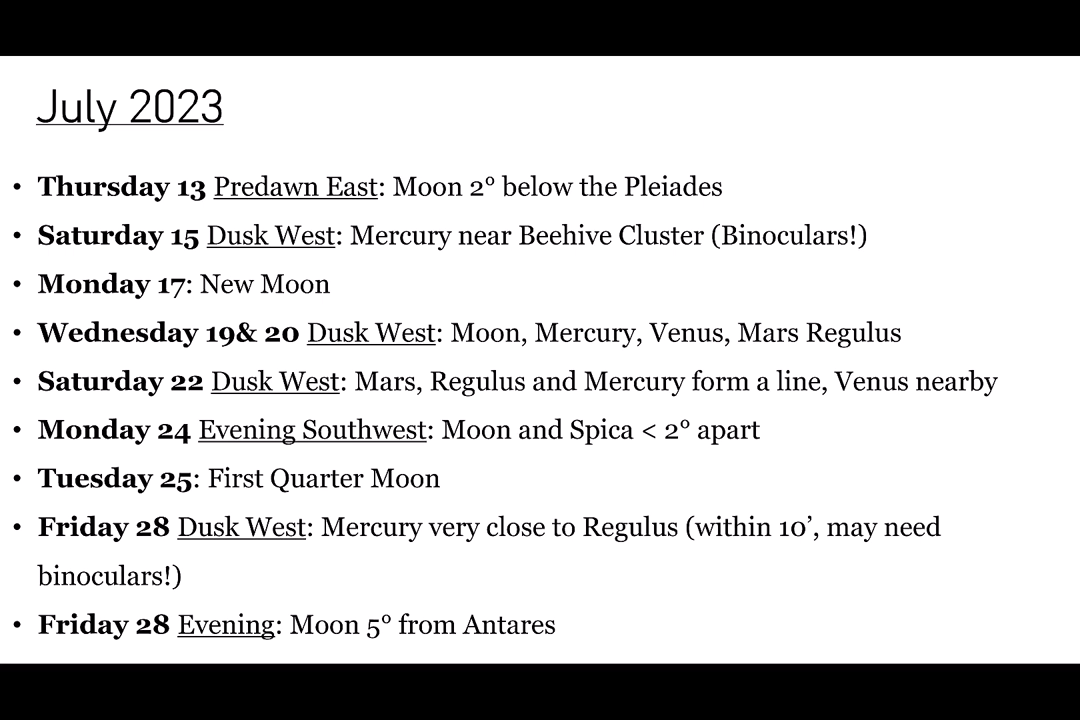 July 2023
• Thursday 13 Predawn East: Moon 2° below the Pleiades
• Saturday 15 Dusk West: Mercury near Beehive Cluster (Binoculars!)
• Monday 17: New Moon
• Wednesday 19& 20 Dusk West: Moon, Mercury, Venus, Mars Regulus
• Saturday 22 Dusk West: Mars, Regulus and Mercury form a line, Venus nearby
• Monday 24 Evening Southwest: Moon and Spica < 2° apart
• Tuesday 25: First Quarter Moon
• Friday 28 Dusk West: Mercury very close to Regulus (within 10’, may need
binoculars!)
• Friday 28 Evening: Moon 5° from Antares